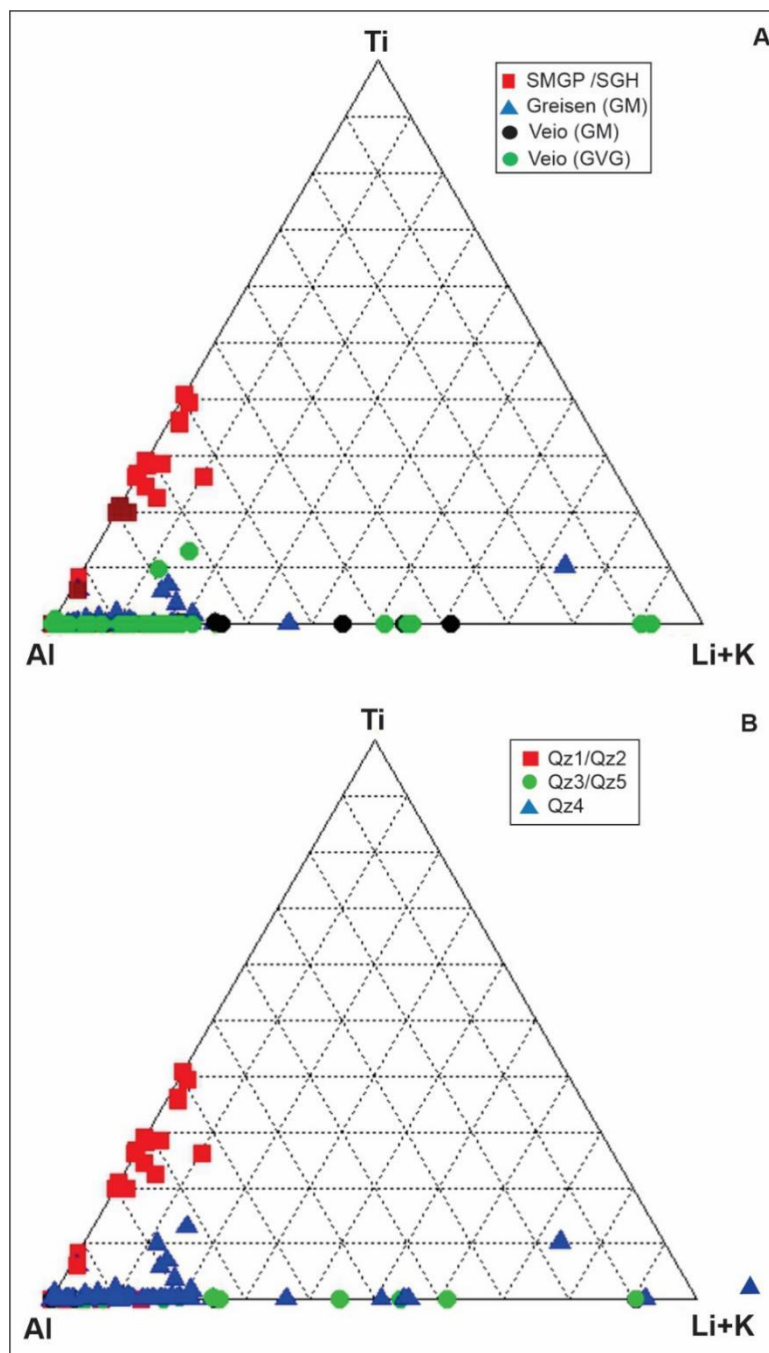 A
Ti
SMGP /SGH
Greisen (GM)
Veio (GM)
Veio (GVG)
Al
Li+K
B
Ti
Qz1/Qz2
Qz3/Qz5
Qz4
Al
Li+K